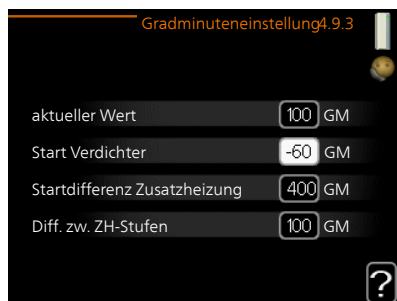 Gradminuteneinstellung4.9.3
aktueller Wert 100 GM
Start Verdichter -60 GM
Startdifferenz Zusatzheizung 400 GM
Diff. zw. ZH-Stufen 100 GM
?